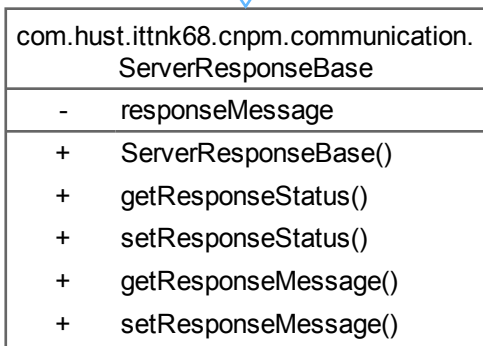 com.hust.ittnk68.cnpm.communication.
ServerResponseBase
- responseMessage
+ ServerResponseBase()
+ getResponseStatus()
+ setResponseStatus()
+ getResponseMessage()
+ setResponseMessage()